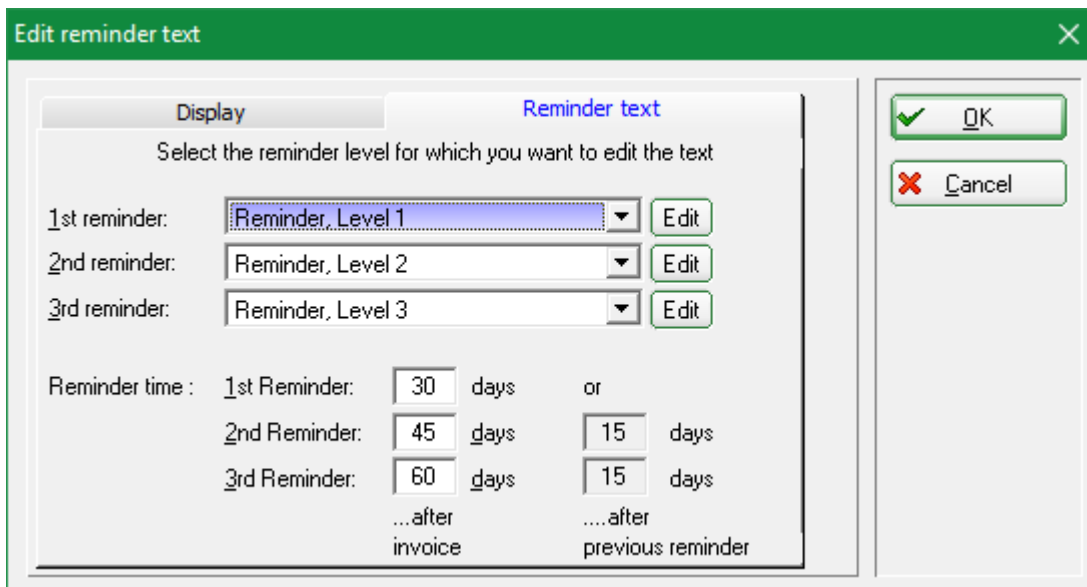 Edit reminder text
Display Reminder text
Select the reminder level for which you want to edit the text
1st reminder: Reminder, Level 1 Edit
2nd reminder: Reminder, Level 2 Edit
3rd reminder: Reminder, Level 3 Edit
Reminder time : 1st Reminder: 30 days or
2nd Reminder: 45 days 15 days
3rd Reminder: 60 days 15 days
...after ....after
invoice previous reminder
OK
Cancel